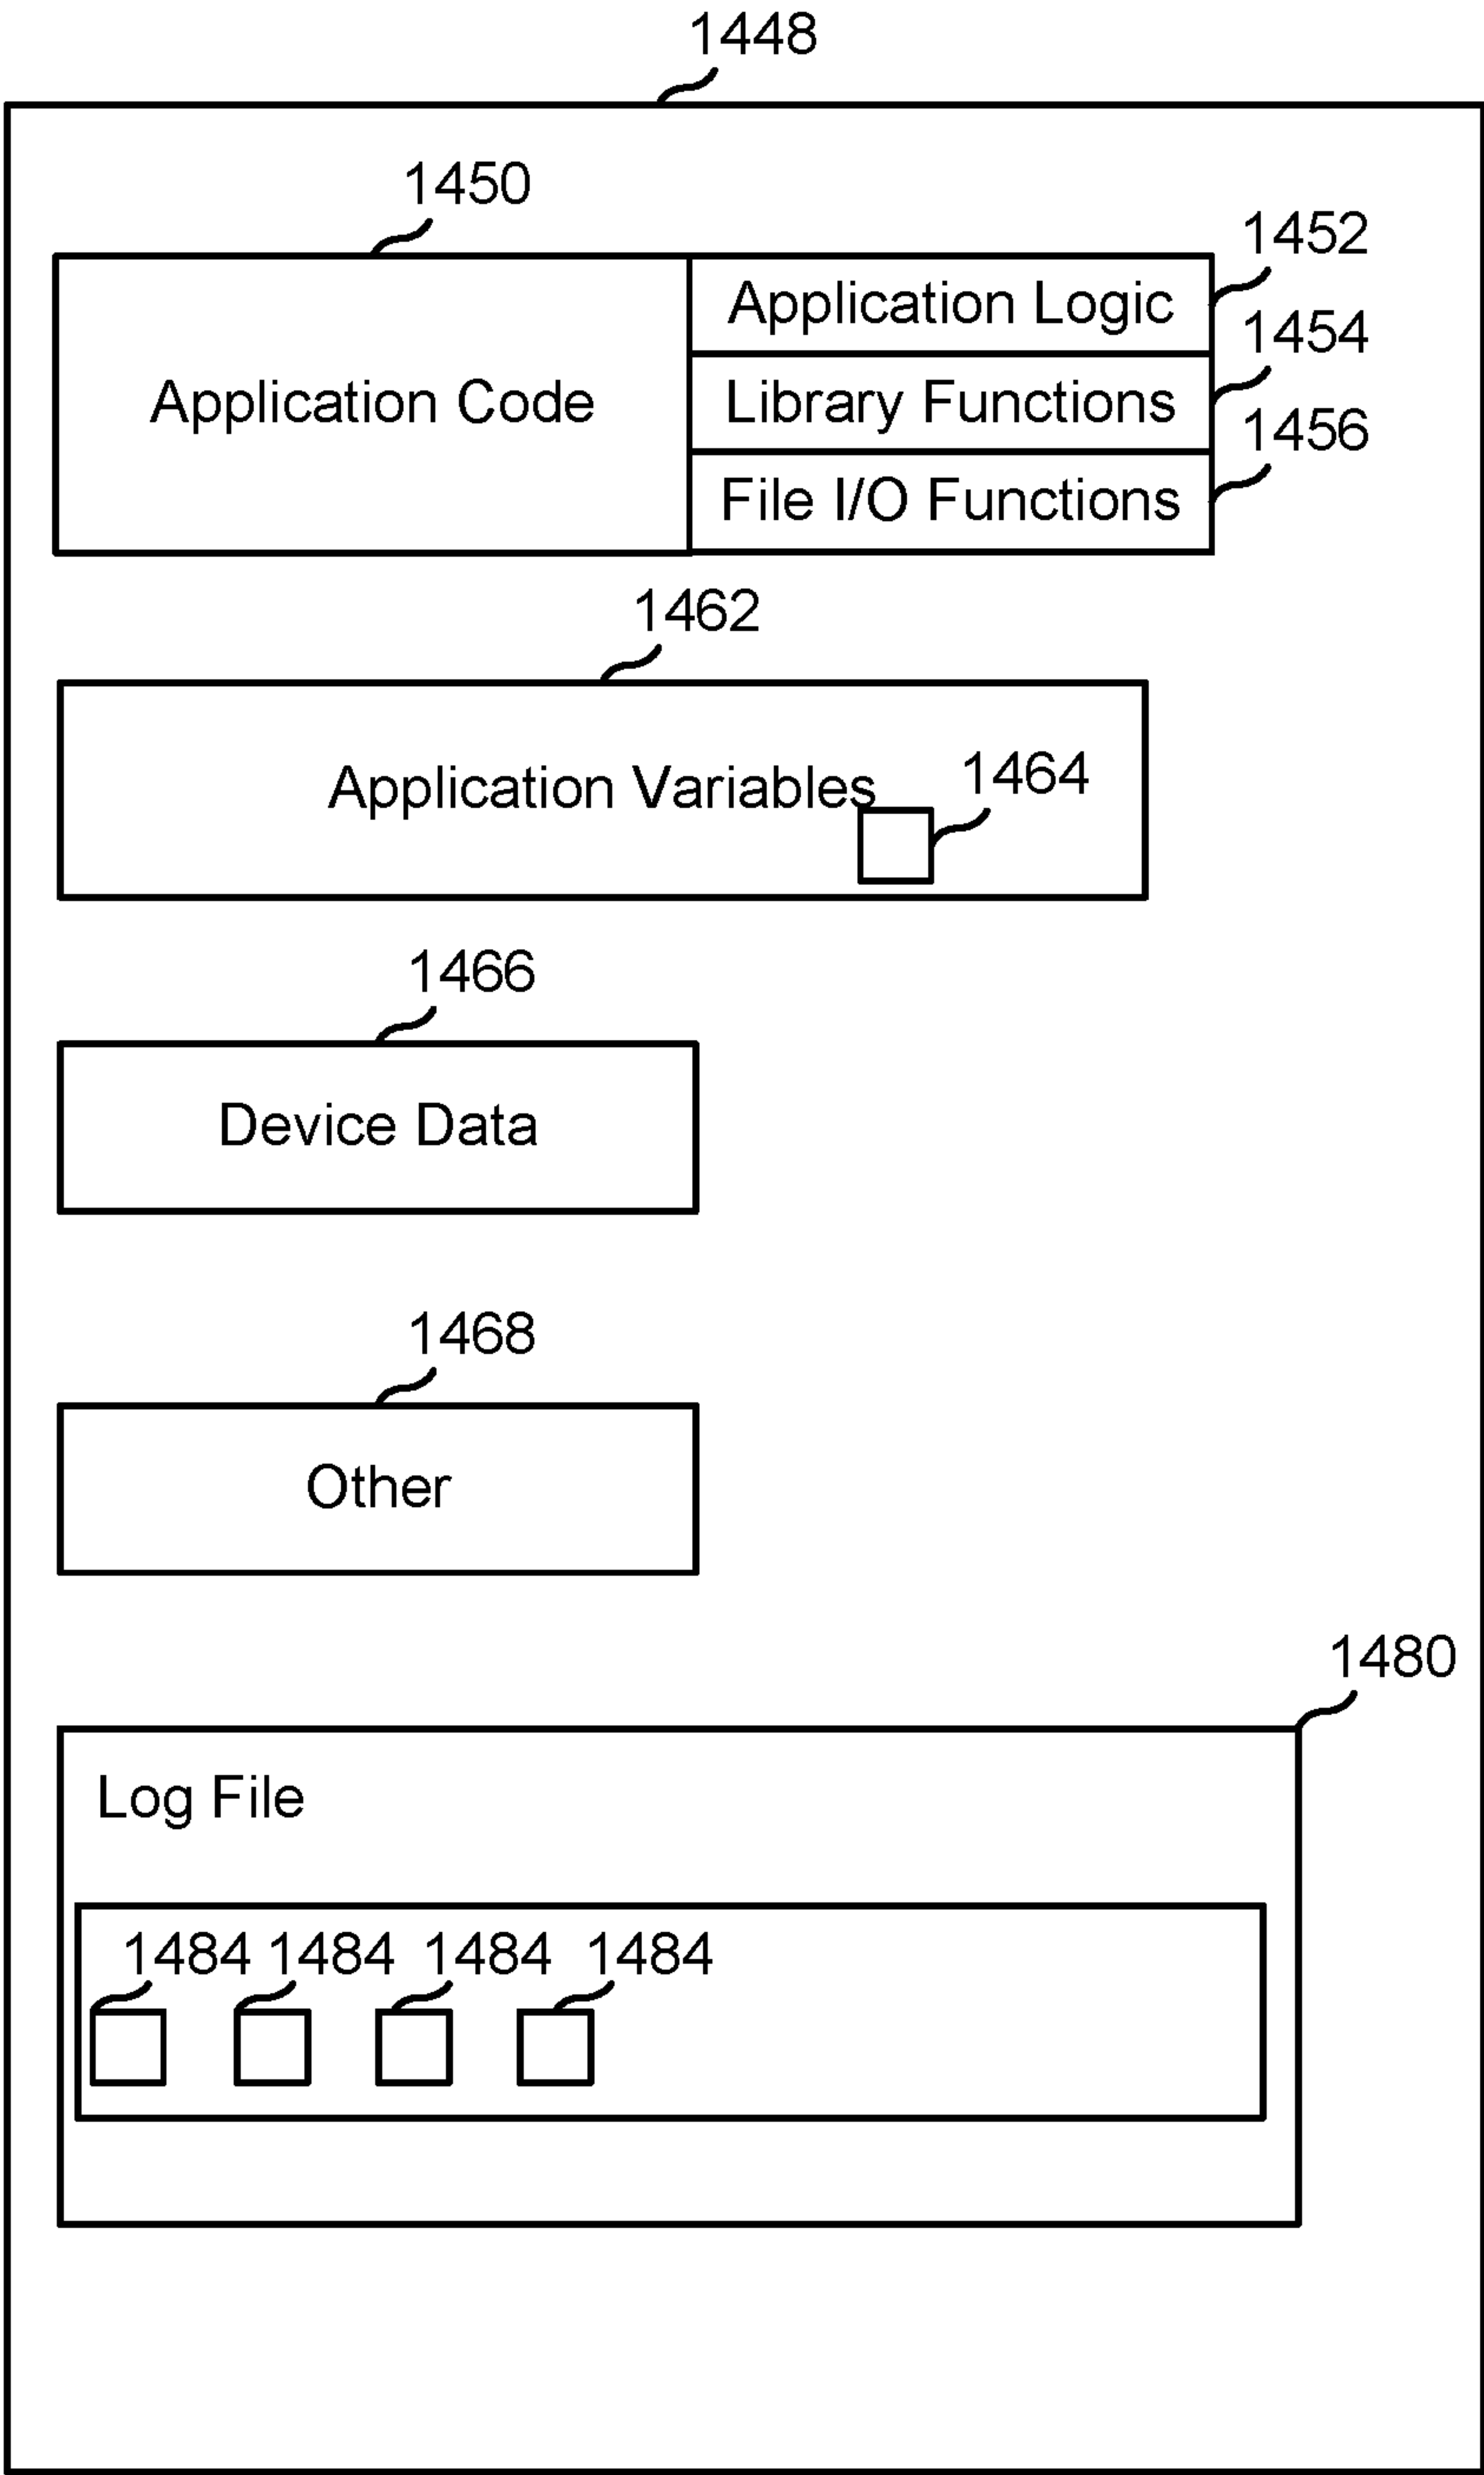 1448
1450
1452
Application Logic
1454
Application Code
Library Functions
1456
File I/O Functions
1462
Application Variables
1464
1466
Device Data
1468
Other
1480
Log File
1484 1484 1484 1484